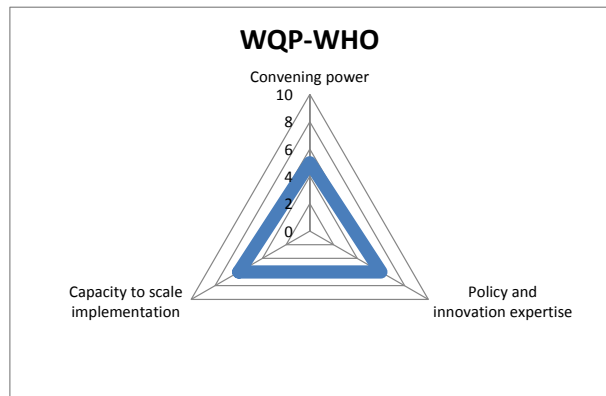 WQP-WHO
Convening power
10
8
6
4
2
0
Capacity to scale
implementation
Policy and
innovation expertise